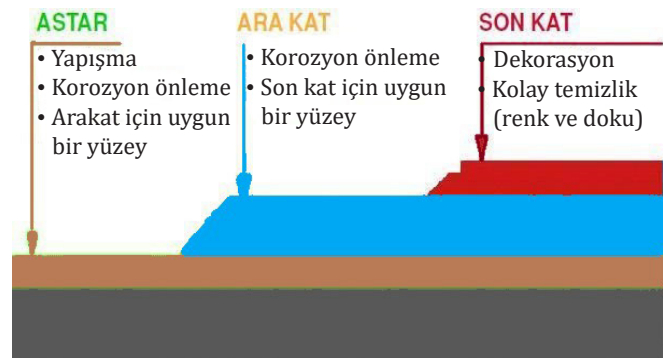 ASTAR
• Yapışma
• Korozyon önleme
• Arakat için uygun
bir yüzey
ARA KAT
• Korozyon önleme
• Son kat için uygun
bir yüzey
SON KAT
• Dekorasyon
• Kolay temizlik
(renk ve doku)